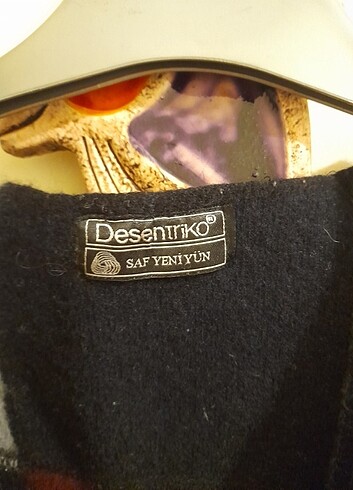 Desentriko®
SAF YENİ YÜN